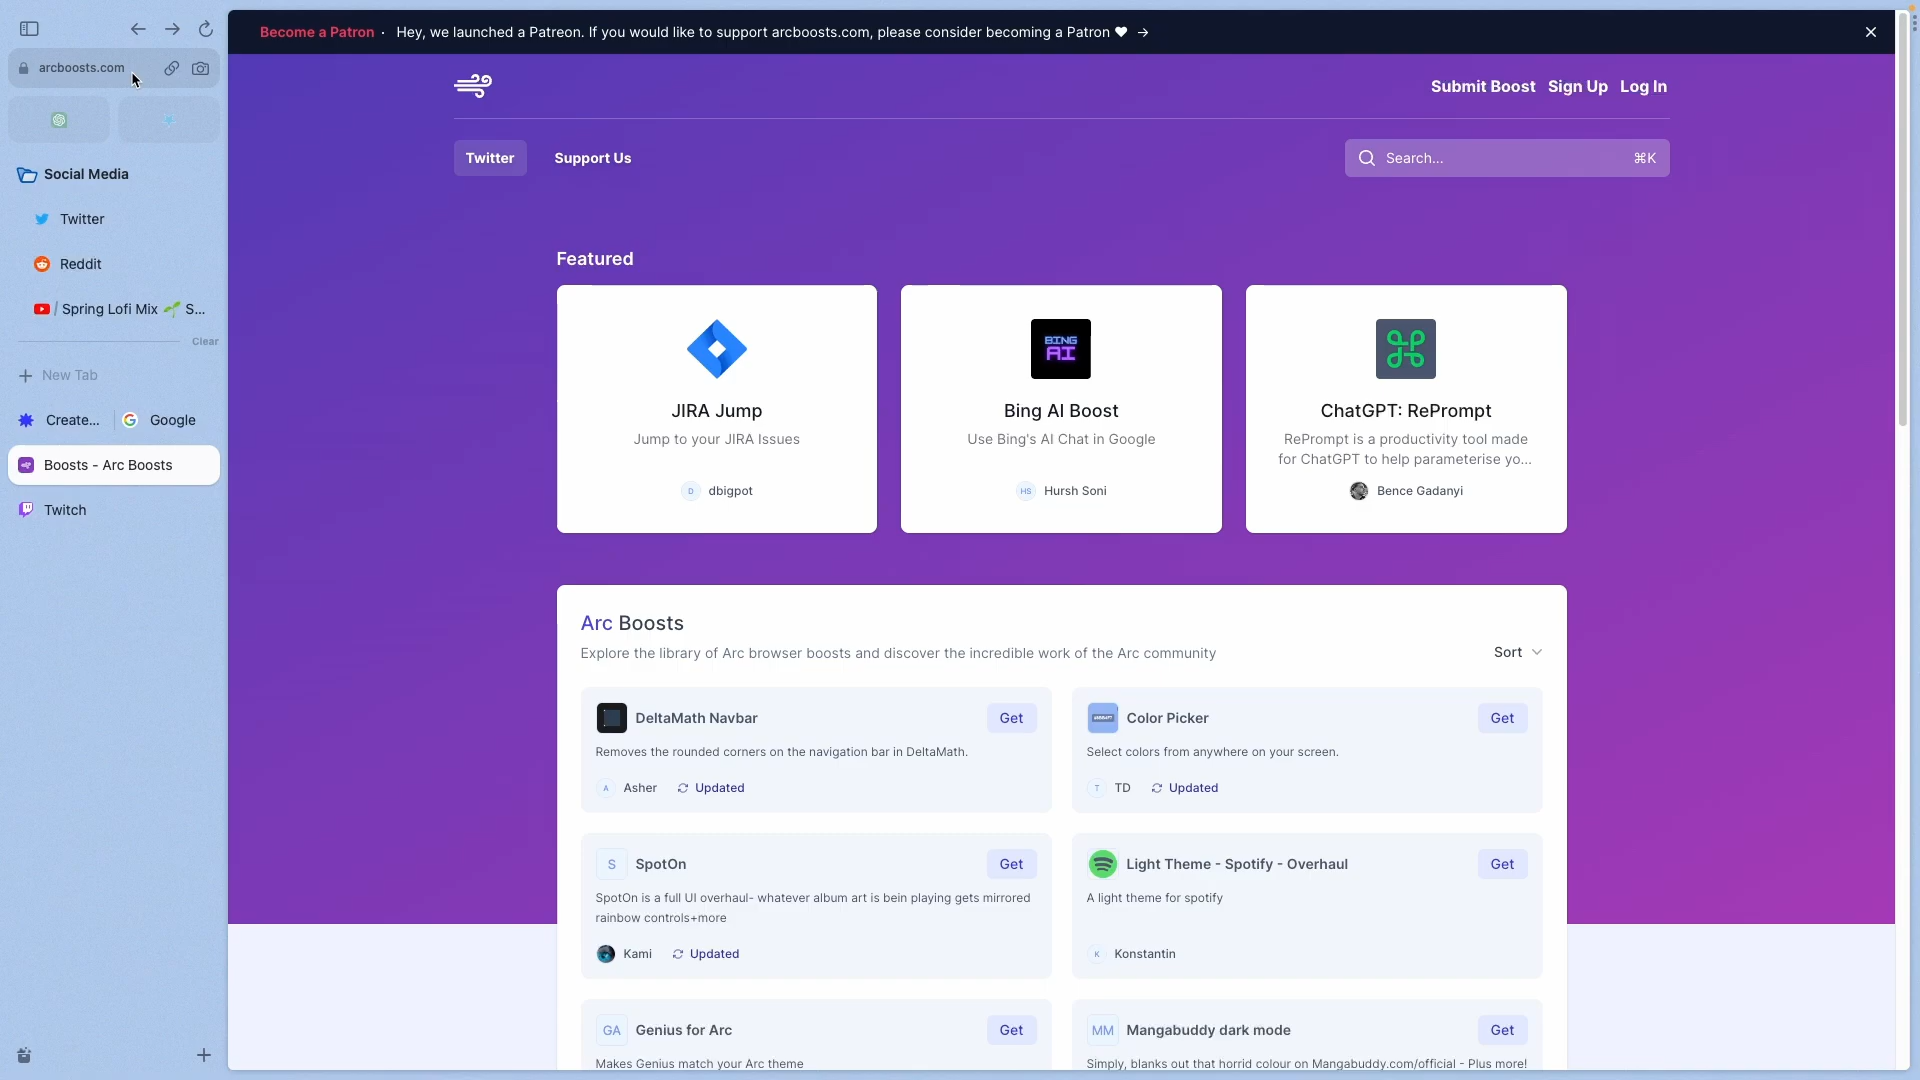 Become a Patron · Hey, we launched a Patreon. If you would like to support arcboosts.com, please consider becoming a Patron ♥ →
arcboosts.com
Submit Boost Sign Up Log In
Twitter Support Us
Search... ⌘K
Social Media
Twitter
Reddit
/ Spring Lofi Mix 🌱 S...
Clear
New Tab
Create... Google
Boosts - Arc Boosts
Twitch
Featured
BING
AI
JIRA Jump
Jump to your JIRA Issues
D dbigpot
Bing AI Boost
Use Bing's AI Chat in Google
HS Hursh Soni
ChatGPT: RePrompt
RePrompt is a productivity tool made
for ChatGPT to help parameterise yo...
Bence Gadanyi
Arc Boosts
Explore the library of Arc browser boosts and discover the incredible work of the Arc community
Sort
DeltaMath Navbar Get
Removes the rounded corners on the navigation bar in DeltaMath.
A Asher Updated
Color Picker Get
Select colors from anywhere on your screen.
T TD Updated
S SpotOn Get
SpotOn is a full UI overhaul- whatever album art is bein playing gets mirrored
rainbow controls+more
Kami Updated
Light Theme - Spotify - Overhaul Get
A light theme for spotify
K Konstantin
GA Genius for Arc Get
Makes Genius match your Arc theme
MM Mangabuddy dark mode Get
Simply, blanks out that horrid colour on Mangabuddy.com/official - Plus more!